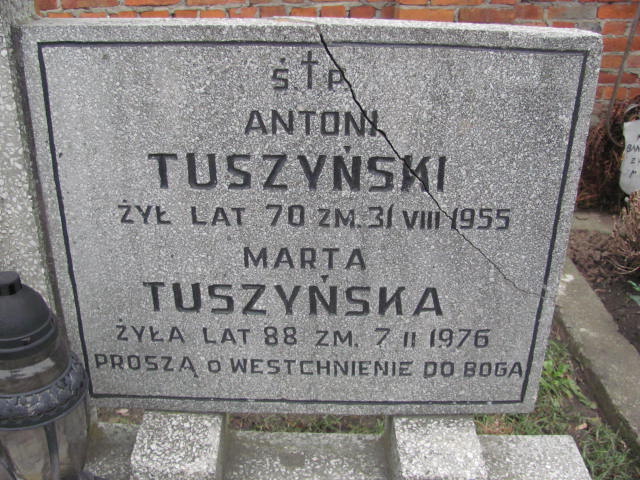 Ś.†P.
ANTONI
TUSZYŃSKI
ŻYŁ LAT 70 ZM. 31 VIII 1955
MARTA
TUSZYŃSKA
ŻYŁA LAT 88 ZM. 7 II 1976
PROSZĄ O WESTCHNIENIE DO BOGA